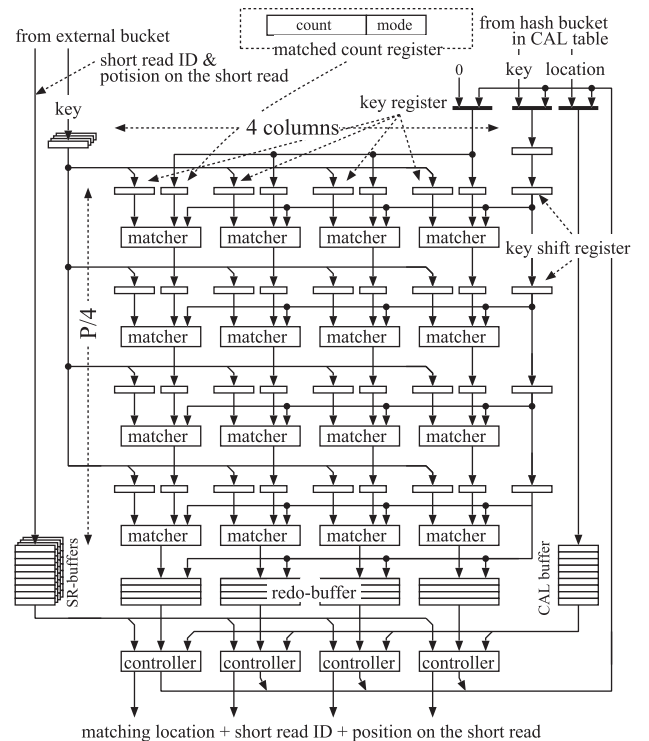 count mode
matched count register
from external bucket
short read ID &
potision on the short read
key
from hash bucket
in CAL table
0 key location
key register
4 columns
matcher matcher matcher matcher
key shift register
P/4
matcher matcher matcher matcher
matcher matcher matcher matcher
matcher matcher matcher matcher
SR-buffers
redo-buffer
CAL buffer
controller controller controller controller
matching location + short read ID + position on the short read